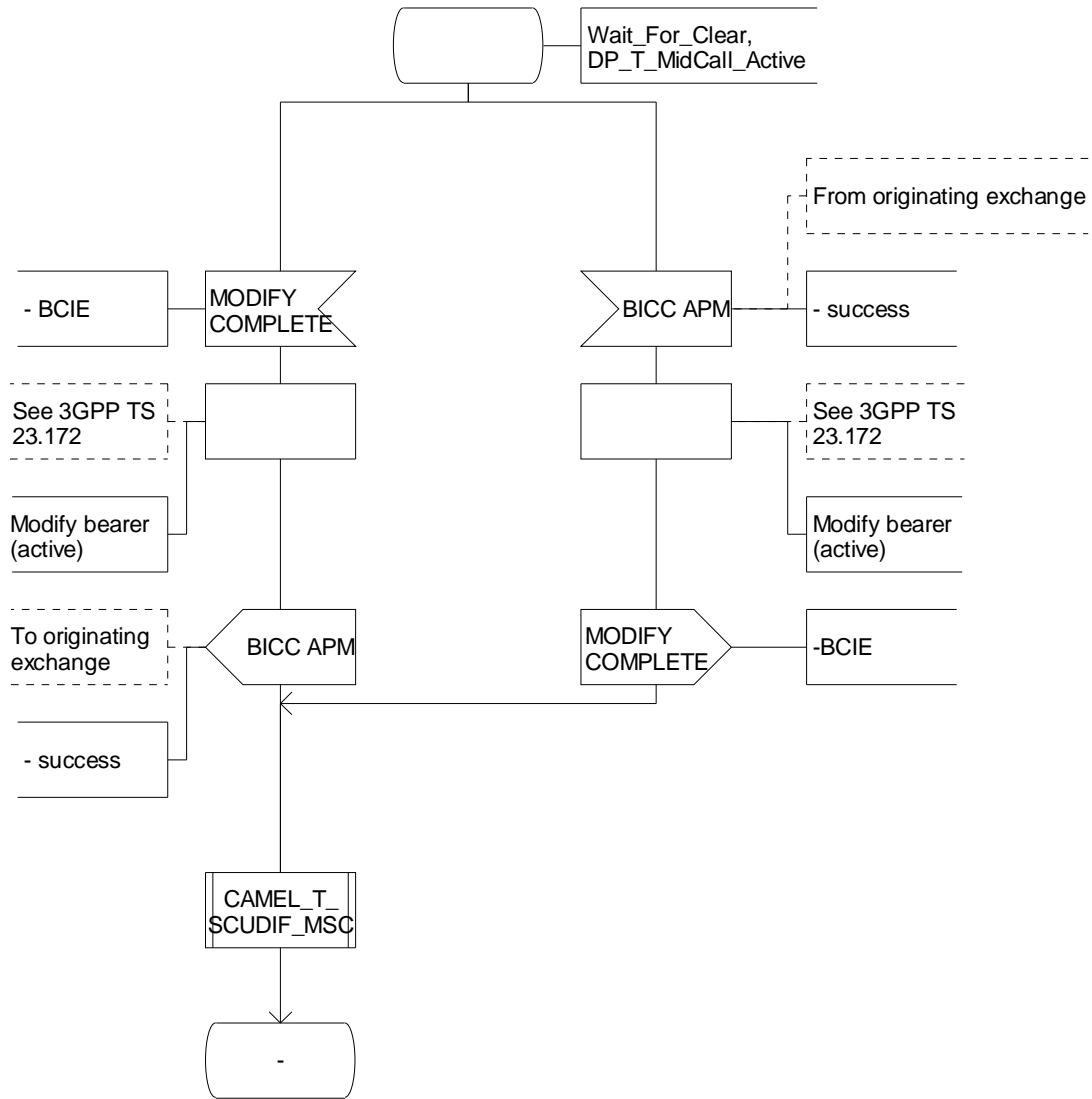 Wait_For_Clear,
DP_T_MidCall_Active
From originating exchange
- BCIE
MODIFY
COMPLETE
BICC APM
- success
See 3GPP TS
23.172
See 3GPP TS
23.172
Modify bearer
(active)
Modify bearer
(active)
To originating
exchange
BICC APM
MODIFY
COMPLETE
-BCIE
- success
CAMEL_T_
SCUDIF_MSC
-